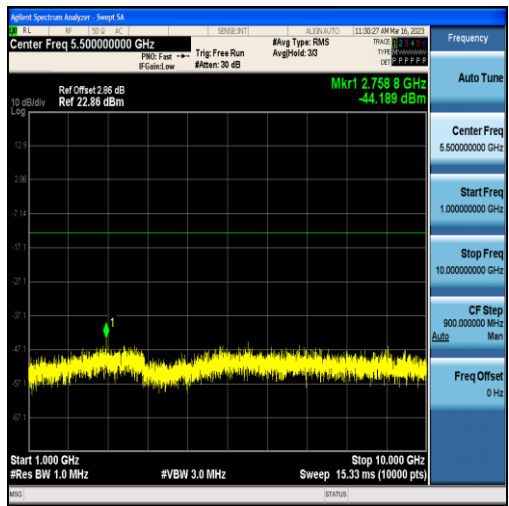 Agilent Spectrum Analyzer - Swept SA
RL RF 50 Ω AC SENSE:INT ALIGN AUTO 11:30:27 AM Mar 16, 2023
Center Freq 5.500000000 GHz
PNO: Fast
IFGain:Low
Trig: Free Run
#Atten: 30 dB
#Avg Type: RMS
Avg|Hold: 3/3
TRACE 1 2 3 4 5 6
TYPE
DET P P P P P P
Ref Offset 2.86 dB
Ref 22.86 dBm
Mkr1 2.758 8 GHz
-44.189 dBm
10 dB/div
Log
12.9
2.86
-7.14
-17.1
-27.1
-37.1
-47.1
-57.1
-67.1
1
Start 1.000 GHz
#Res BW 1.0 MHz
#VBW 3.0 MHz
Stop 10.000 GHz
Sweep 15.33 ms (10000 pts)
MSG
STATUS
Frequency
Auto Tune
Center Freq
5.500000000 GHz
Start Freq
1.000000000 GHz
Stop Freq
10.000000000 GHz
CF Step
900.000000 MHz
Auto Man
Freq Offset
0 Hz